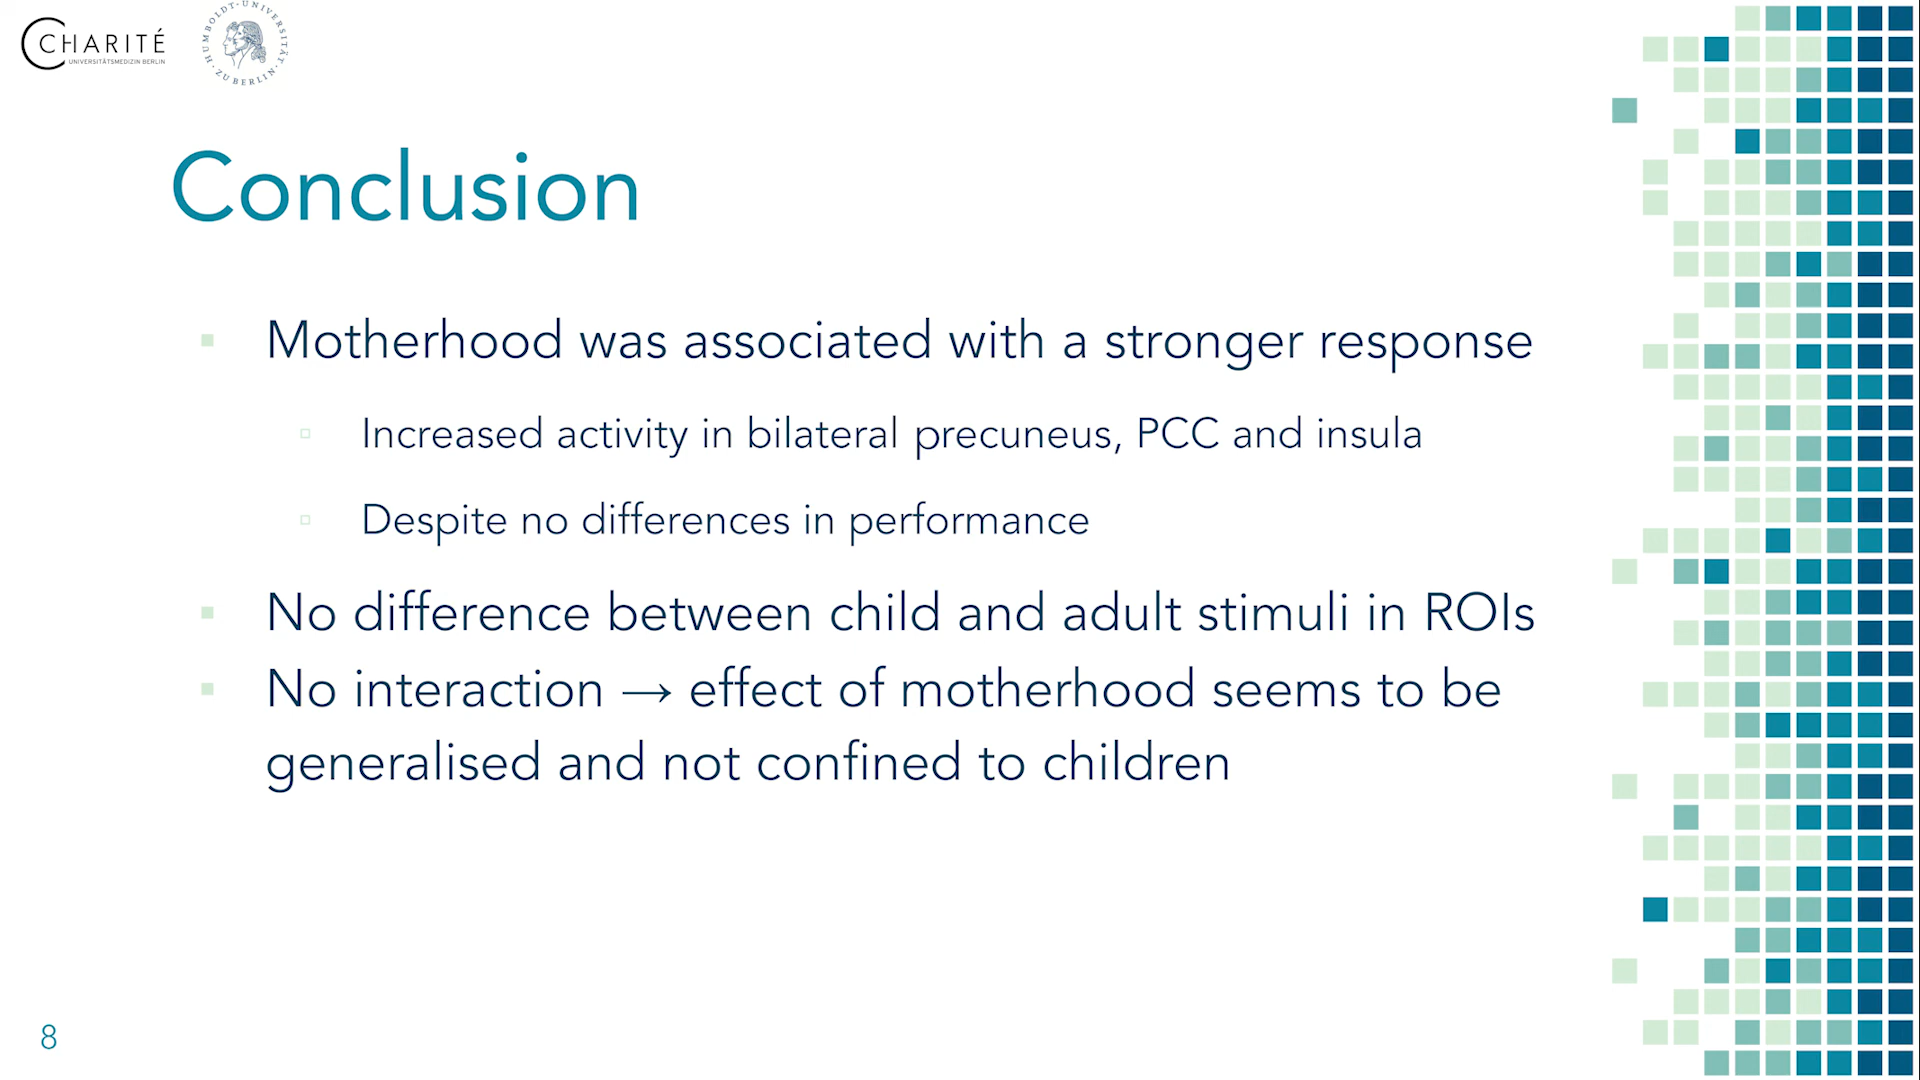 CHARITÉ
UNIVERSITÄTSMEDIZIN BERLIN
HUMBOLDT-UNIVERSITÄT
ZU BERLIN
Conclusion
Motherhood was associated with a stronger response
Increased activity in bilateral precuneus, PCC and insula
Despite no differences in performance
No difference between child and adult stimuli in ROIs
No interaction → effect of motherhood seems to be
generalised and not confined to children
8